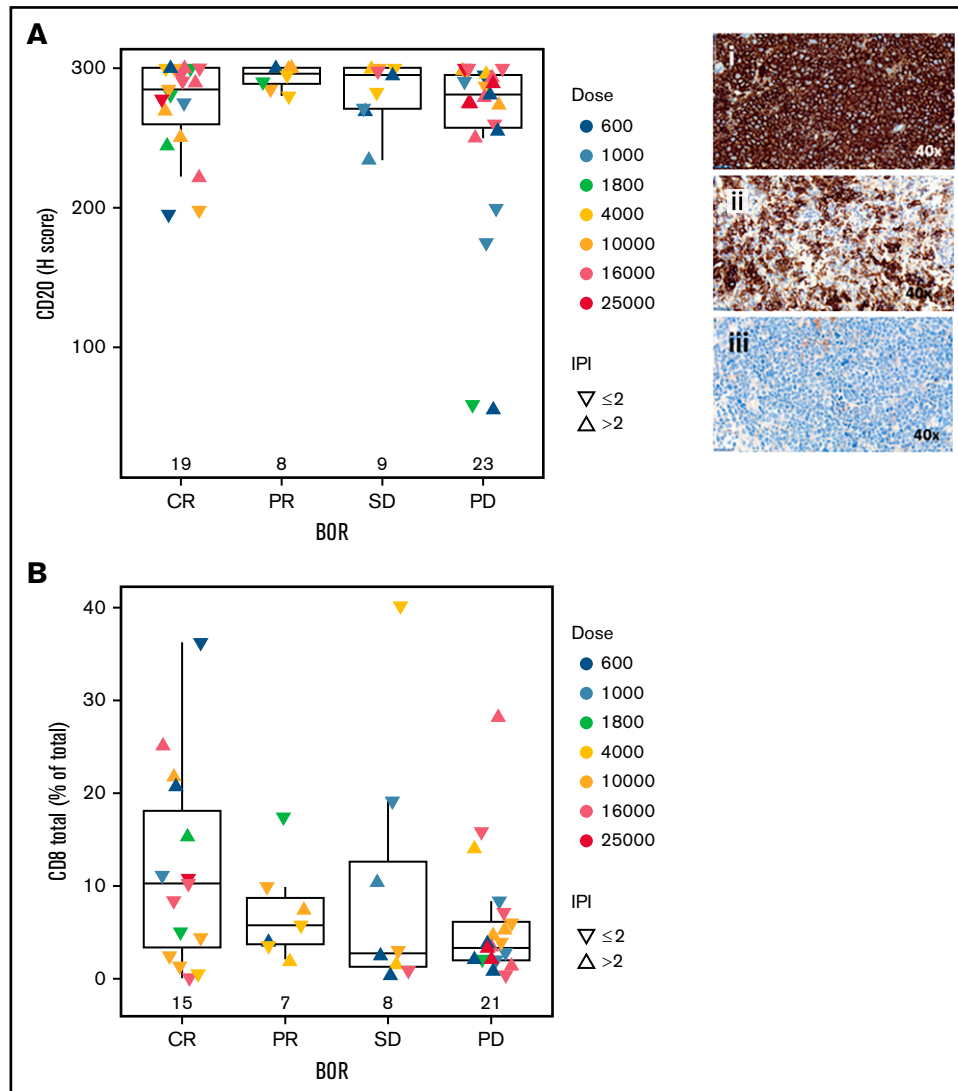 A
300
200
100
CD20 (H score)
19 8 9 23
CR PR SD PD
BOR
Dose
600
1000
1800
4000
10000
16000
25000
IPI
≤2
>2
i
40x
ii
40x
iii
40x
B
40
30
20
10
0
CD8 total (% of total)
15 7 8 21
CR PR SD PD
BOR
Dose
600
1000
1800
4000
10000
16000
25000
IPI
≤2
>2